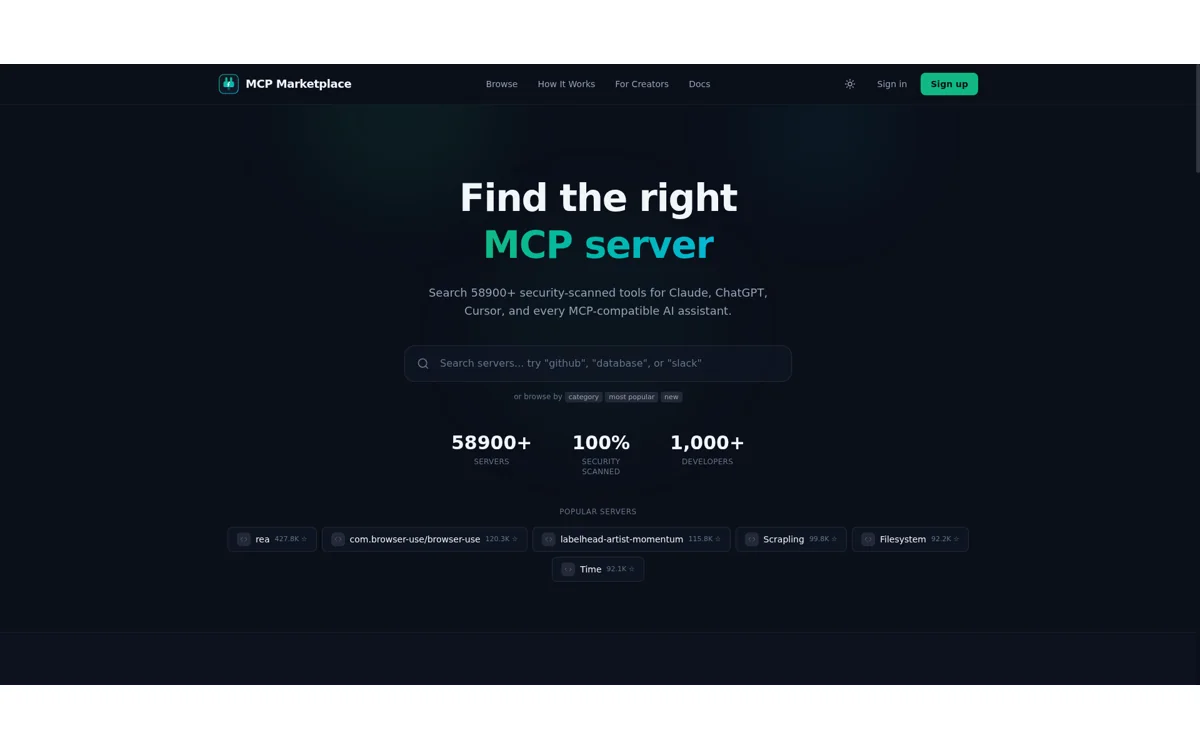 MCP Marketplace
Browse How It Works For Creators Docs
Sign in Sign up
Find the right
MCP server
Search 58900+ security-scanned tools for Claude, ChatGPT,
Cursor, and every MCP-compatible AI assistant.
Search servers... try "github", "database", or "slack"
or browse by category most popular new
58900+ 100% 1,000+
SERVERS SECURITY DEVELOPERS
SCANNED
POPULAR SERVERS
rea 427.8K ☆ com.browser-use/browser-use 120.3K ☆ labelhead-artist-momentum 115.8K ☆ Scrapling 99.8K ☆ Filesystem 92.2K ☆
Time 92.1K ☆